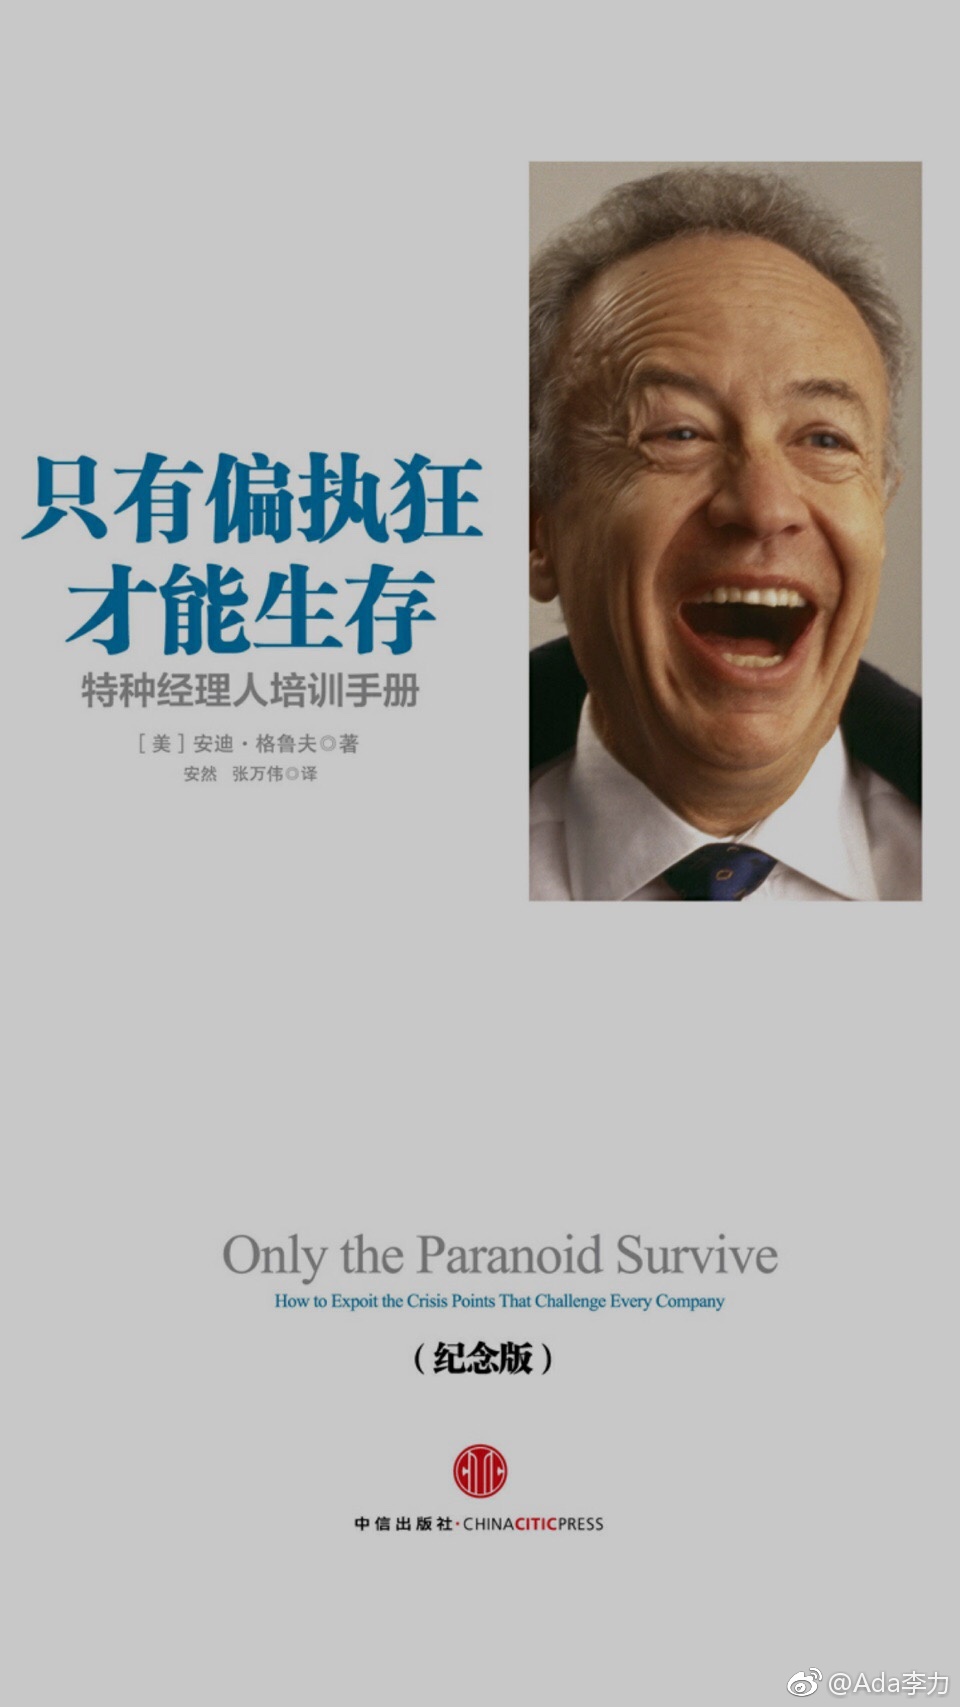 只有偏执狂
才能生存
特种经理人培训手册
［美］安迪·格鲁夫◎著
安然 张万伟◎译
Only the Paranoid Survive
How to Expoit the Crisis Points That Challenge Every Company
（纪念版）
中信出版社·CHINACITICPRESS
@Ada李力